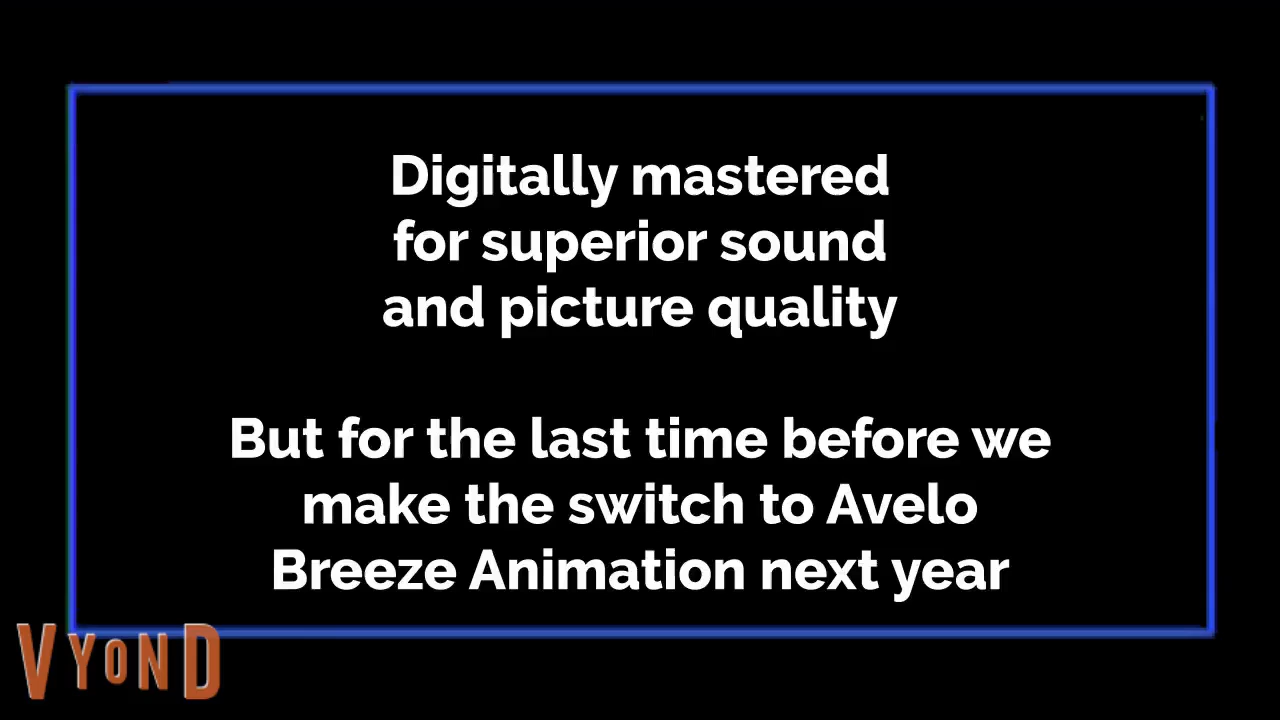 Digitally mastered
for superior sound
and picture quality
But for the last time before we
make the switch to Avelo
Breeze Animation next year
VYOND